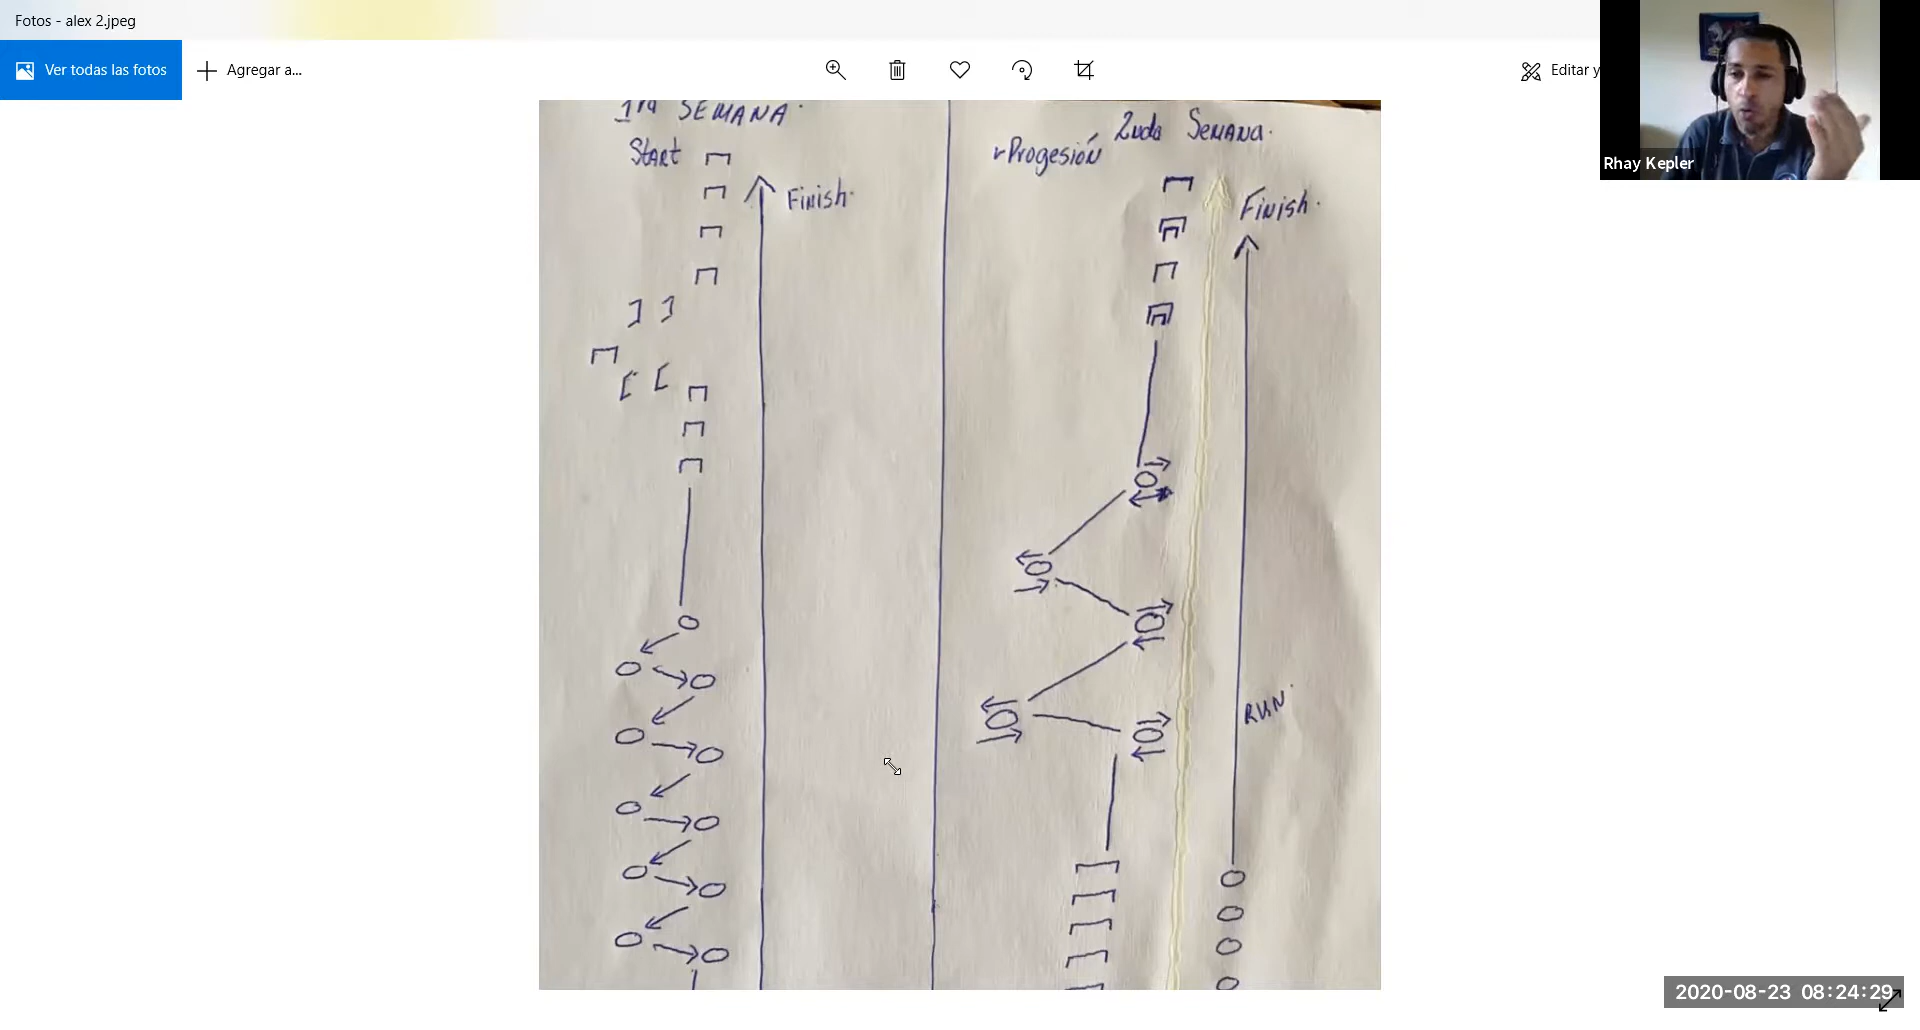 Fotos - alex 2.jpeg
Ver todas las fotos
Agregar a...
Editar y
Rhay Kepler
1ra SEMANA.
Start
Finish.
2nda Semana.
Progesión
Finish.
RUN.
2020-08-23 08:24:29